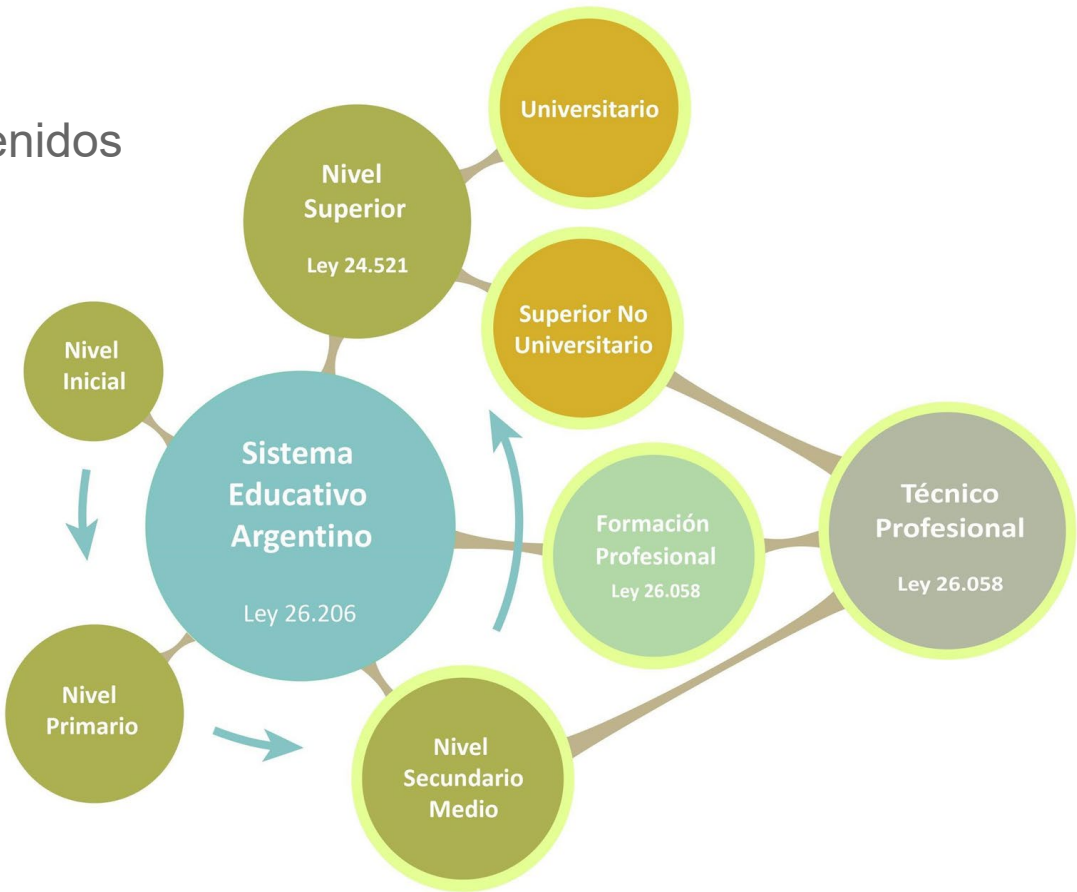 enidos
Universitario
Nivel
Superior
Ley 24.521
Superior No
Universitario
Nivel
Inicial
Sistema
Educativo
Argentino
Ley 26.206
Formación
Profesional
Ley 26.058
Técnico
Profesional
Ley 26.058
Nivel
Primario
Nivel
Secundario
Medio